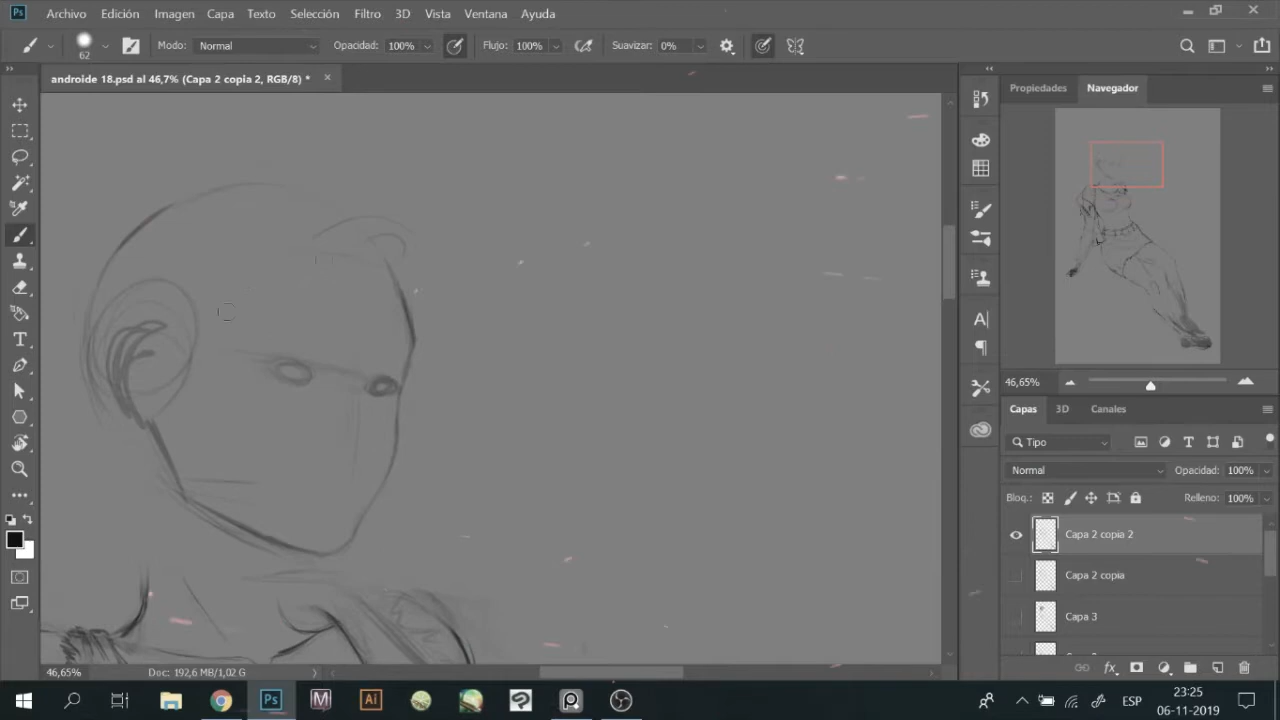 Ps Archivo Edición Imagen Capa Texto Selección Filtro 3D Vista Ventana Ayuda
62 Modo: Normal Opacidad: 100% Flujo: 100% Suavizar: 0%
androide 18.psd al 46,7% (Capa 2 copia 2, RGB/8) *
Propiedades Navegador
46,65%
Capas 3D Canales
Tipo
Normal Opacidad: 100%
Bloq.: Relleno: 100%
Capa 2 copia 2
Capa 2 copia
Capa 3
46,65% Doc: 192,6 MB/1,02 G
Ps M Ai ESP 23:25
06-11-2019